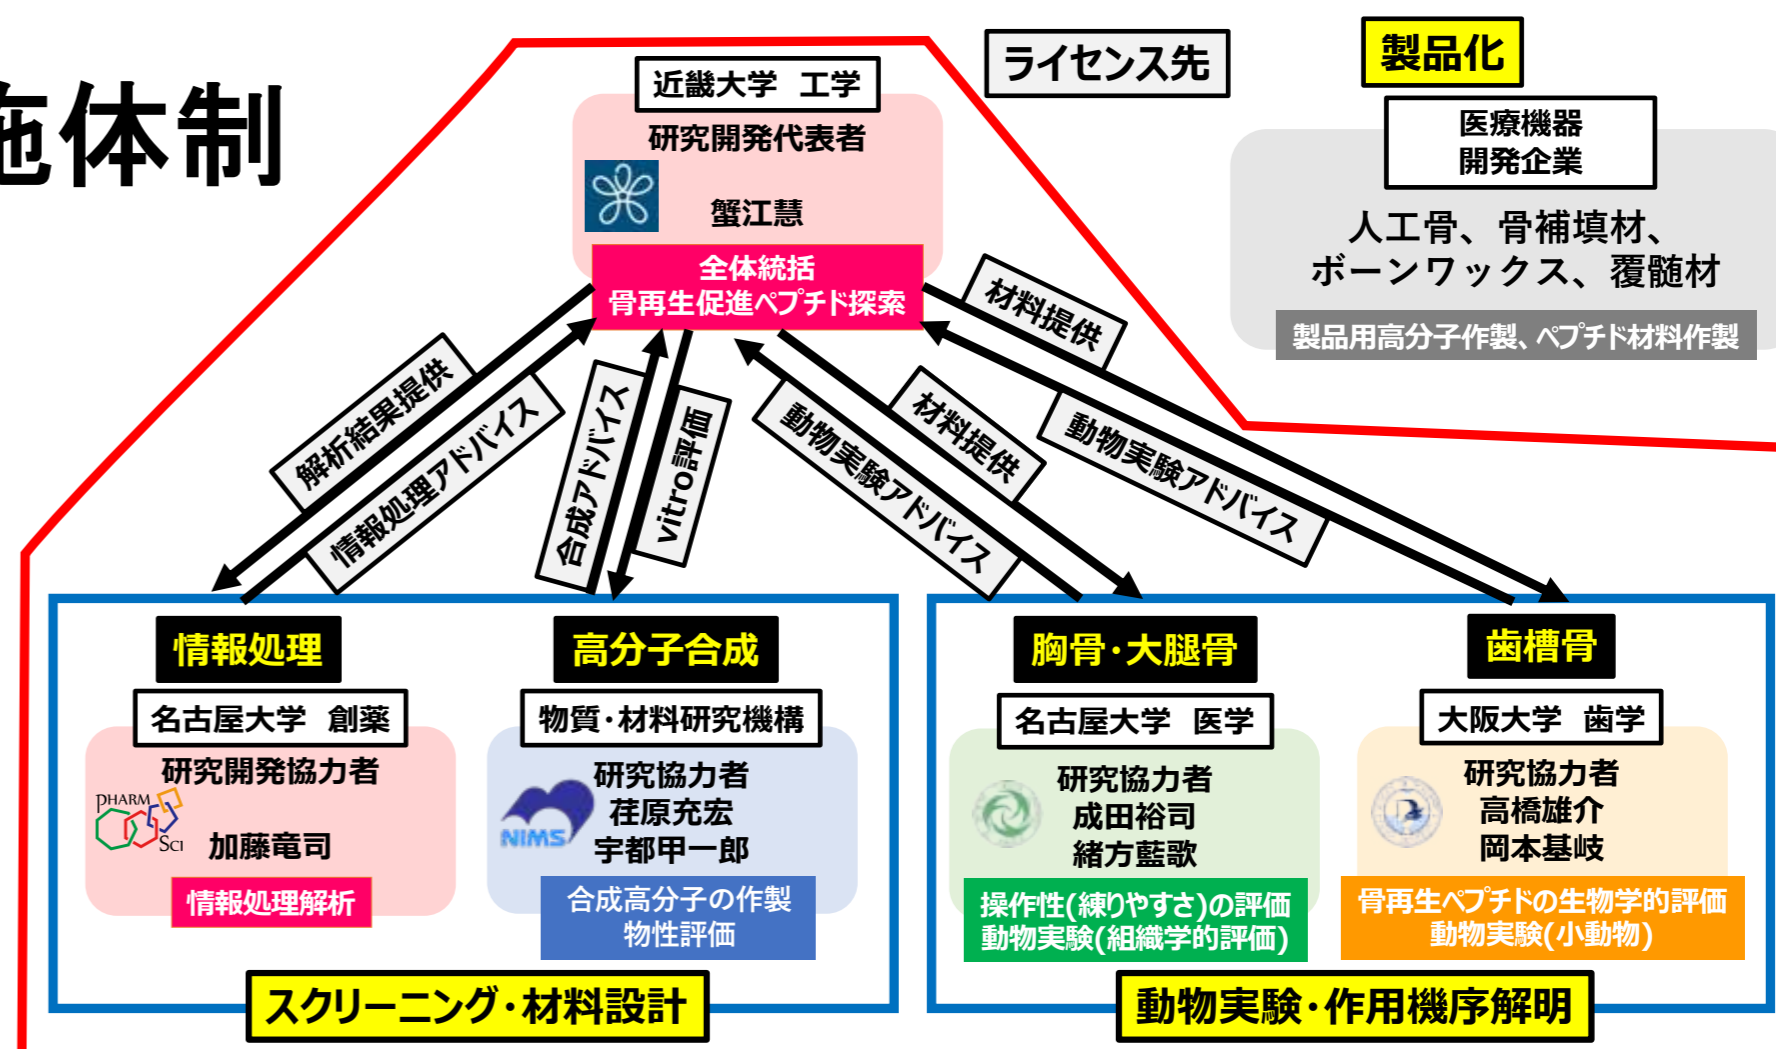 施体制
近畿大学 工学
研究開発代表者
蟹江慧
全体統括
骨再生促進ペプチド探索
ライセンス先
製品化
医療機器
開発企業
人工骨、骨補填材、
ボーンワックス、覆髄材
製品用高分子作製、ペプチド材料作製
解析結果提供
情報処理アドバイス
合成アドバイス
vitro評価
動物実験アドバイス
材料提供
材料提供
動物実験アドバイス
情報処理
名古屋大学 創薬
研究開発協力者
PHARM
SCI
加藤竜司
情報処理解析
高分子合成
物質・材料研究機構
研究協力者
NIMS
荏原充宏
宇都甲一郎
合成高分子の作製
物性評価
スクリーニング・材料設計
胸骨・大腿骨
名古屋大学 医学
研究協力者
成田裕司
緒方藍歌
操作性(練りやすさ)の評価
動物実験(組織学的評価)
歯槽骨
大阪大学 歯学
研究協力者
高橋雄介
岡本基岐
骨再生ペプチドの生物学的評価
動物実験(小動物)
動物実験・作用機序解明